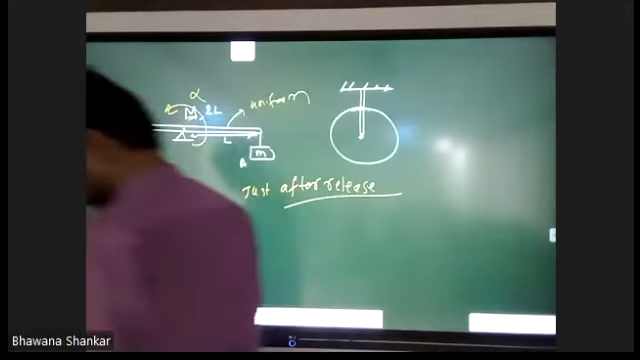 α
M 2L
uniform
L
m
A
Just after release
Bhawana Shankar